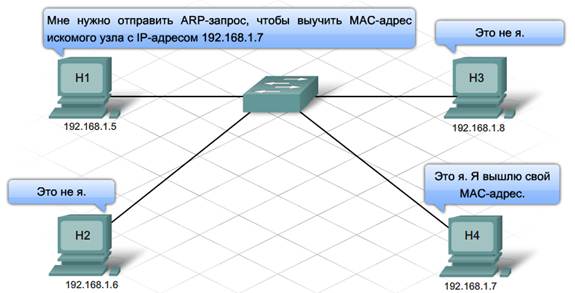 Мне нужно отправить ARP-запрос, чтобы выучить MAC-адрес
искомого узла с IP-адресом 192.168.1.7
H1
192.168.1.5
Это не я.
H3
192.168.1.8
Это не я.
H2
192.168.1.6
Это я. Я вышлю свой
MAC-адрес.
H4
192.168.1.7